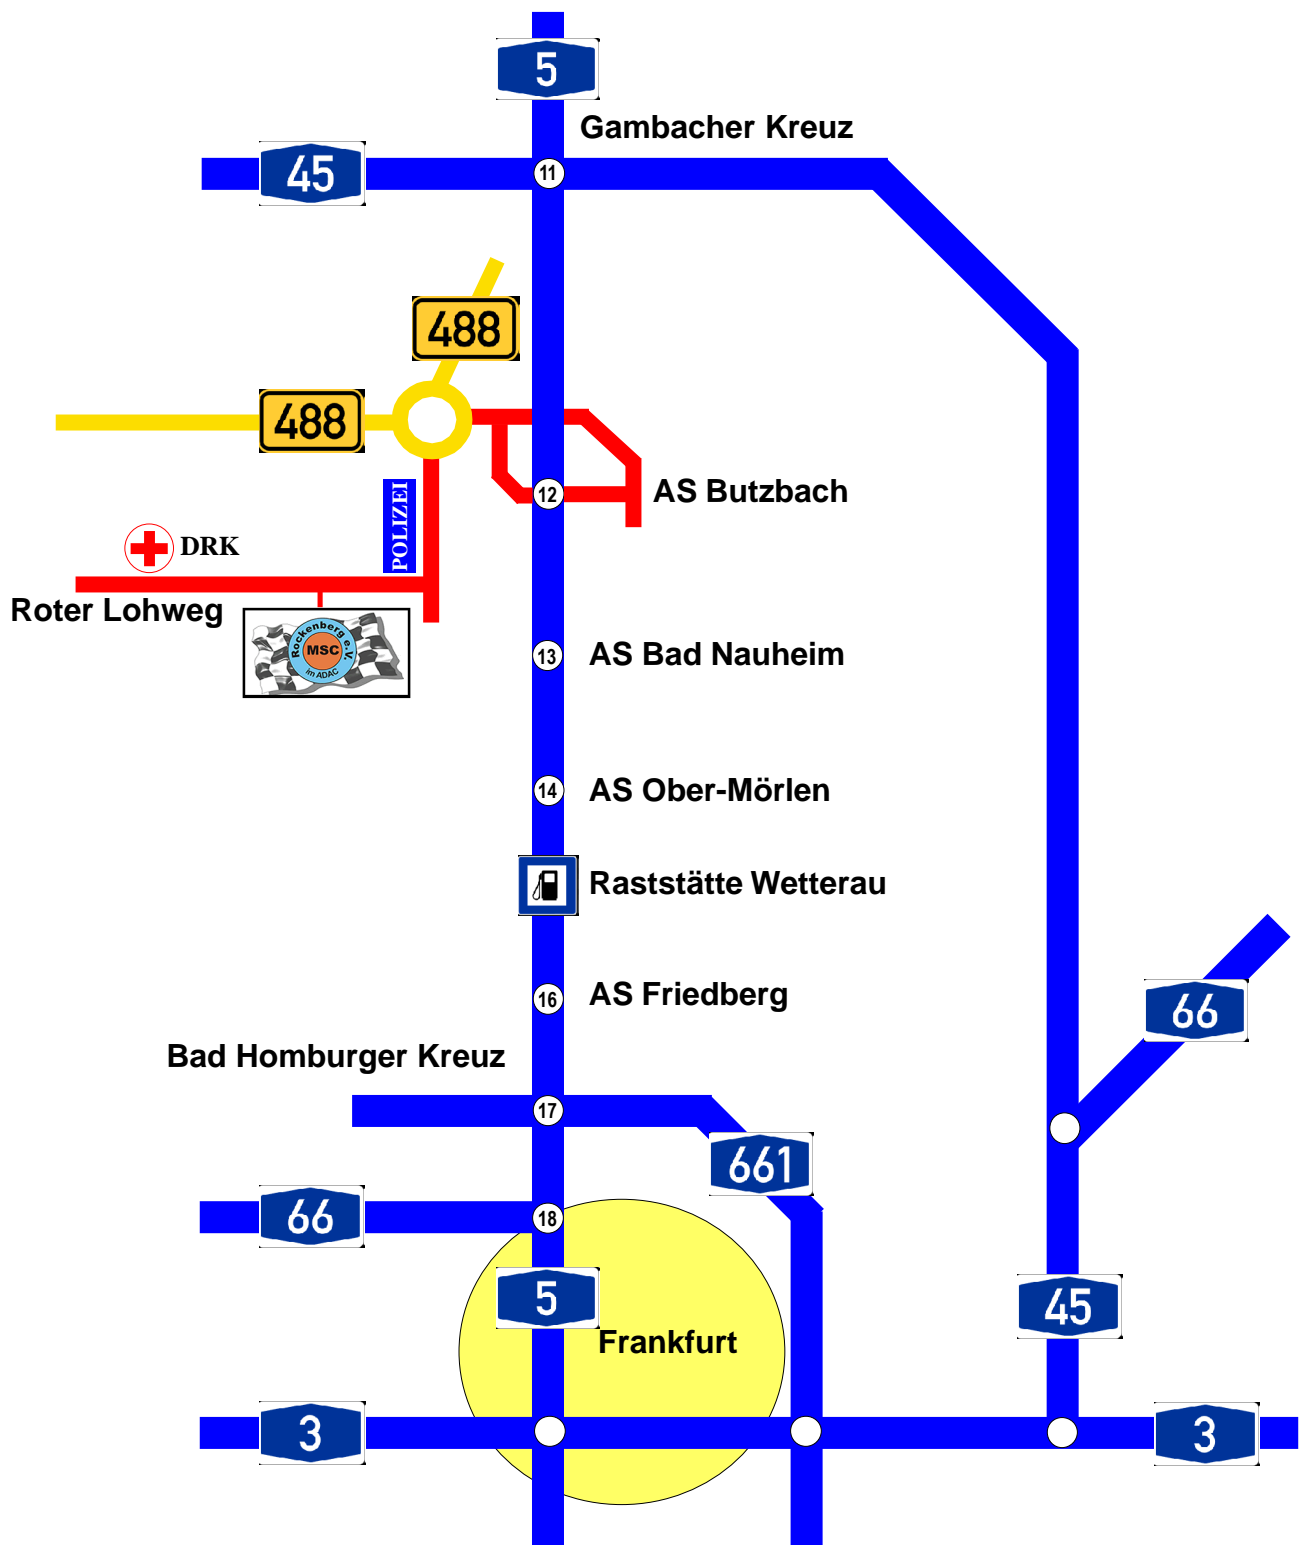 5
Gambacher Kreuz
45
11
488
488
12
AS Butzbach
POLIZEI
DRK
Roter Lohweg
Rockenberg e.V.
MSC
im ADAC
13
AS Bad Nauheim
14
AS Ober-Mörlen
Raststätte Wetterau
16
AS Friedberg
66
Bad Homburger Kreuz
17
661
66
18
5
45
Frankfurt
3
3